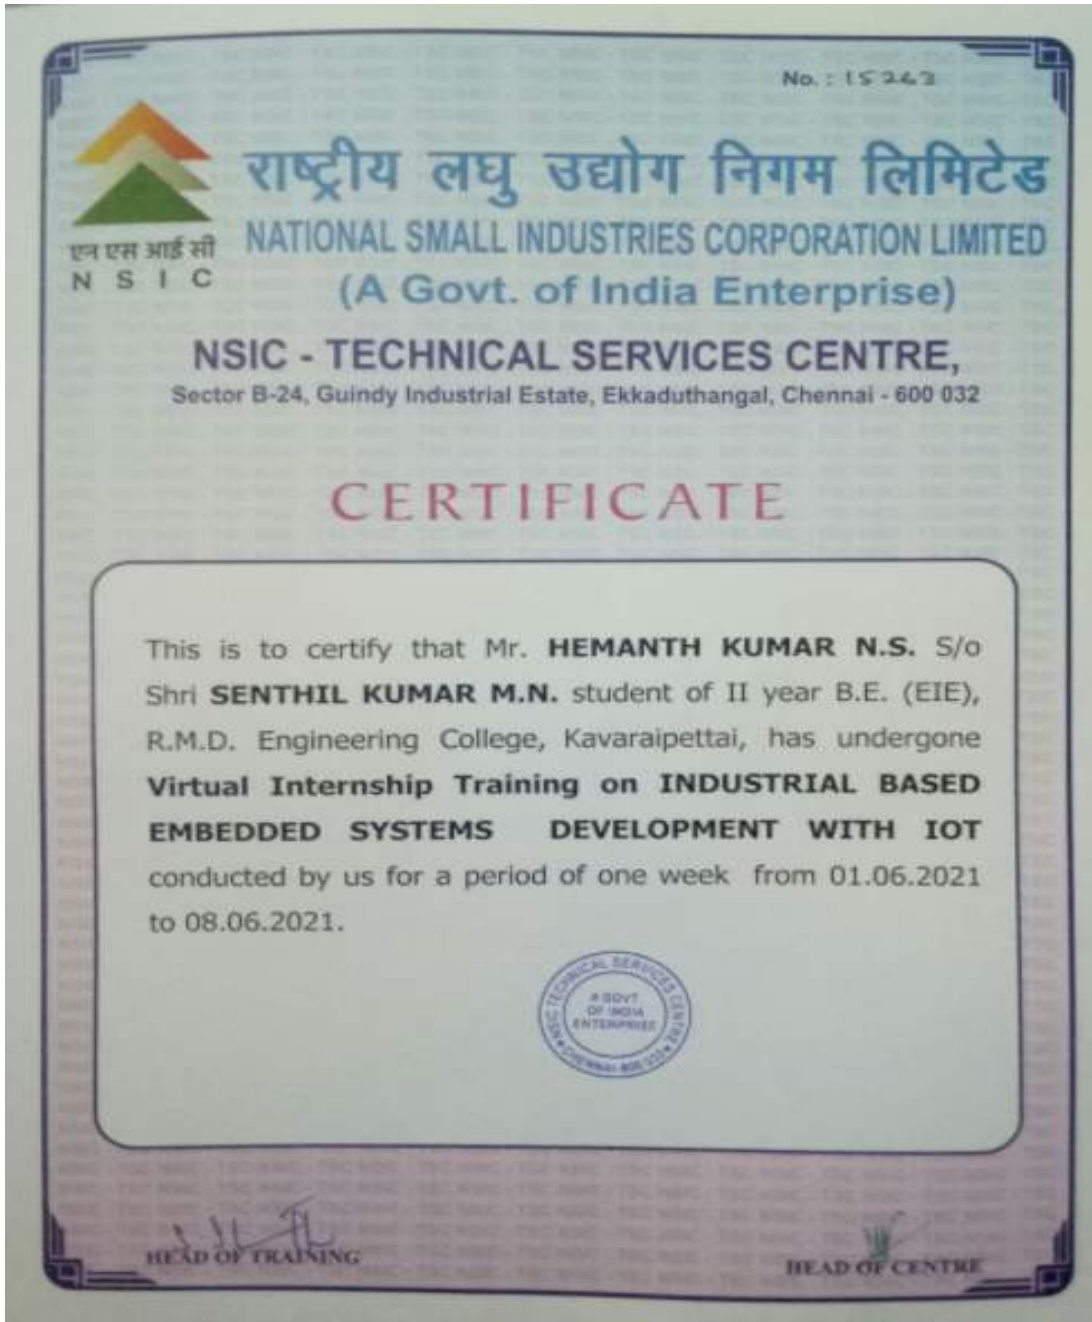 No. : 15243
राष्ट्रीय लघु उद्योग निगम लिमिटेड
एन एस आई सी
N S I C
NATIONAL SMALL INDUSTRIES CORPORATION LIMITED
(A Govt. of India Enterprise)
NSIC - TECHNICAL SERVICES CENTRE,
Sector B-24, Guindy Industrial Estate, Ekkaduthangal, Chennai - 600 032
CERTIFICATE
This is to certify that Mr. HEMANTH KUMAR N.S. S/o
Shri SENTHIL KUMAR M.N. student of II year B.E. (EIE),
R.M.D. Engineering College, Kavaraipettai, has undergone
Virtual Internship Training on INDUSTRIAL BASED
EMBEDDED SYSTEMS DEVELOPMENT WITH IOT
conducted by us for a period of one week from 01.06.2021
to 08.06.2021.
NSIC TECHNICAL SERVICES CENTRE
A GOVT
OF INDIA
ENTERPRISE
HEAD OF TRAINING
HEAD OF CENTRE